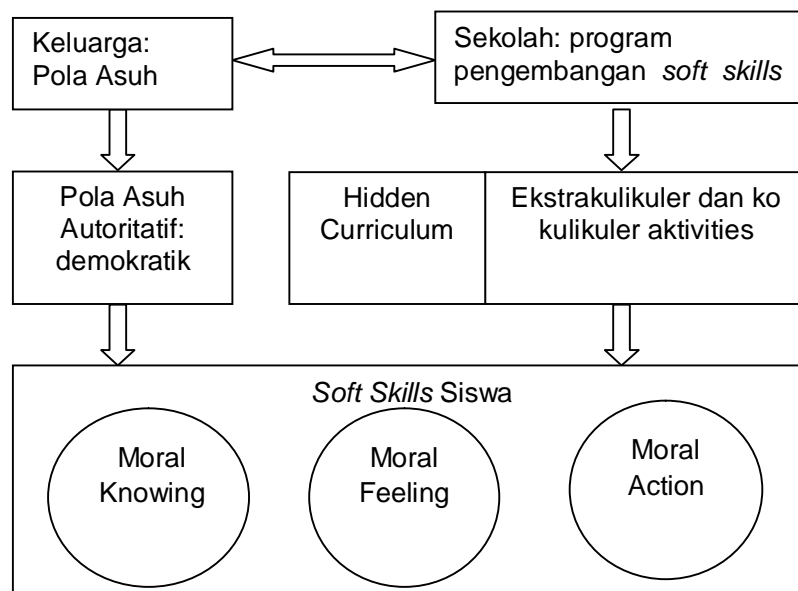 Keluarga:
Pola Asuh
Sekolah: program
pengembangan soft skills
Pola Asuh
Autoritatif:
demokratik
Hidden
Curriculum
Ekstrakulikuler dan ko
kulikuler aktivities
Soft Skills Siswa
Moral
Knowing
Moral
Feeling
Moral
Action